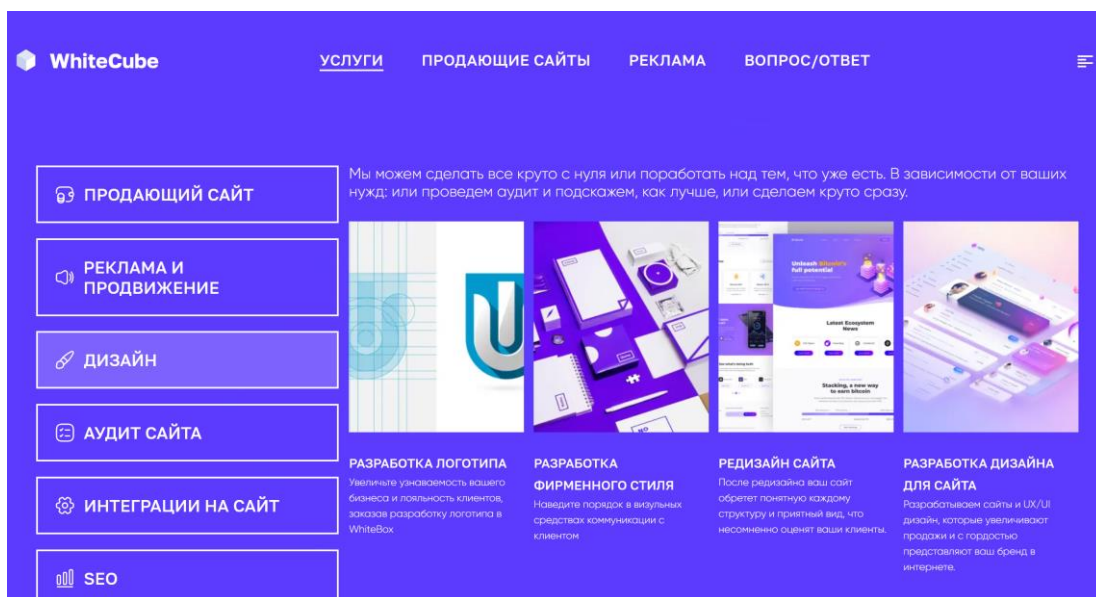 WhiteCube
УСЛУГИ ПРОДАЮЩИЕ САЙТЫ РЕКЛАМА ВОПРОС/ОТВЕТ
ПРОДАЮЩИЙ САЙТ
РЕКЛАМА И
ПРОДВИЖЕНИЕ
ДИЗАЙН
АУДИТ САЙТА
ИНТЕГРАЦИИ НА САЙТ
SEO
Мы можем сделать все круто с нуля или поработать над тем, что уже есть. В зависимости от ваших
нужд: или проведем аудит и подскажем, как лучше, или сделаем круто сразу.
Unleash bitcoin's
full potential
Latest Ecosystem
News
Stacking, a new way
to earn bitcoin
РАЗРАБОТКА ЛОГОТИПА
Увеличьте узнаваемость вашего
бизнеса и лояльность клиентов,
заказав разработку логотипа в
WhiteBox
РАЗРАБОТКА
ФИРМЕННОГО СТИЛЯ
Наведите порядок в визульных
средствах коммуникации с
клиентом
РЕДИЗАЙН САЙТА
После редизайна ваш сайт
обретет понятную каждому
структуру и приятный вид, что
несомненно оценят ваши клиенты.
РАЗРАБОТКА ДИЗАЙНА
ДЛЯ САЙТА
Разрабатываем сайты и UX/UI
дизайн, которые увеличивают
продажи и с гордостью
представляют ваш бренд в
интернете.